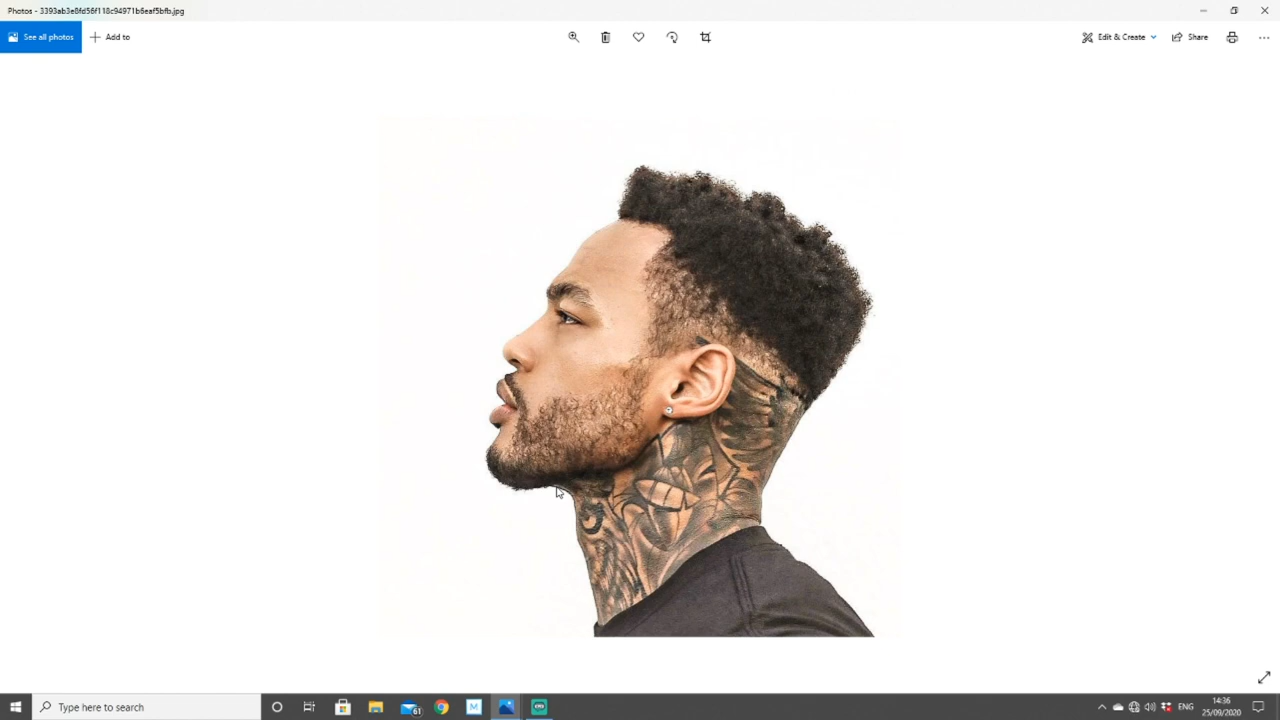 Photos - 3393ab3e8fd56f118c94971b6eaf5bfb.jpg
See all photos
Add to
Edit & Create
Share
Type here to search
61
M
ENG
14:36
25/09/2020